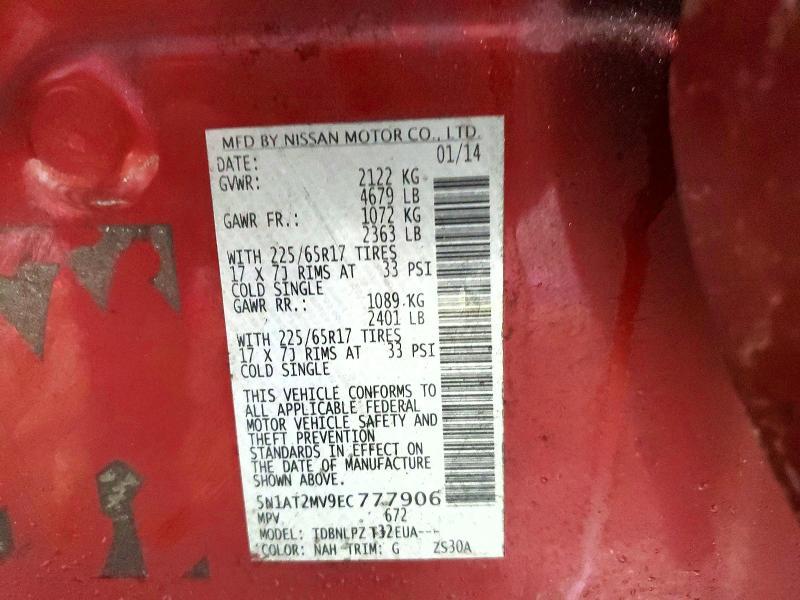 MFD BY NISSAN MOTOR CO., LTD.
DATE: 01/14
GVWR: 2122 KG
4679 LB
GAWR FR.: 1072 KG
2363 LB
WITH 225/65R17 TIRES
17 X 7J RIMS AT 33 PSI
COLD SINGLE
GAWR RR.: 1089 KG
2401 LB
WITH 225/65R17 TIRES
17 X 7J RIMS AT 33 PSI
COLD SINGLE
THIS VEHICLE CONFORMS TO
ALL APPLICABLE FEDERAL
MOTOR VEHICLE SAFETY AND
THEFT PREVENTION
STANDARDS IN EFFECT ON
THE DATE OF MANUFACTURE
SHOWN ABOVE.
5N1AT2MV9EC777906
MPV 672
MODEL: TDBNLPZ T32EUA---
COLOR: NAH TRIM: G ZS30A